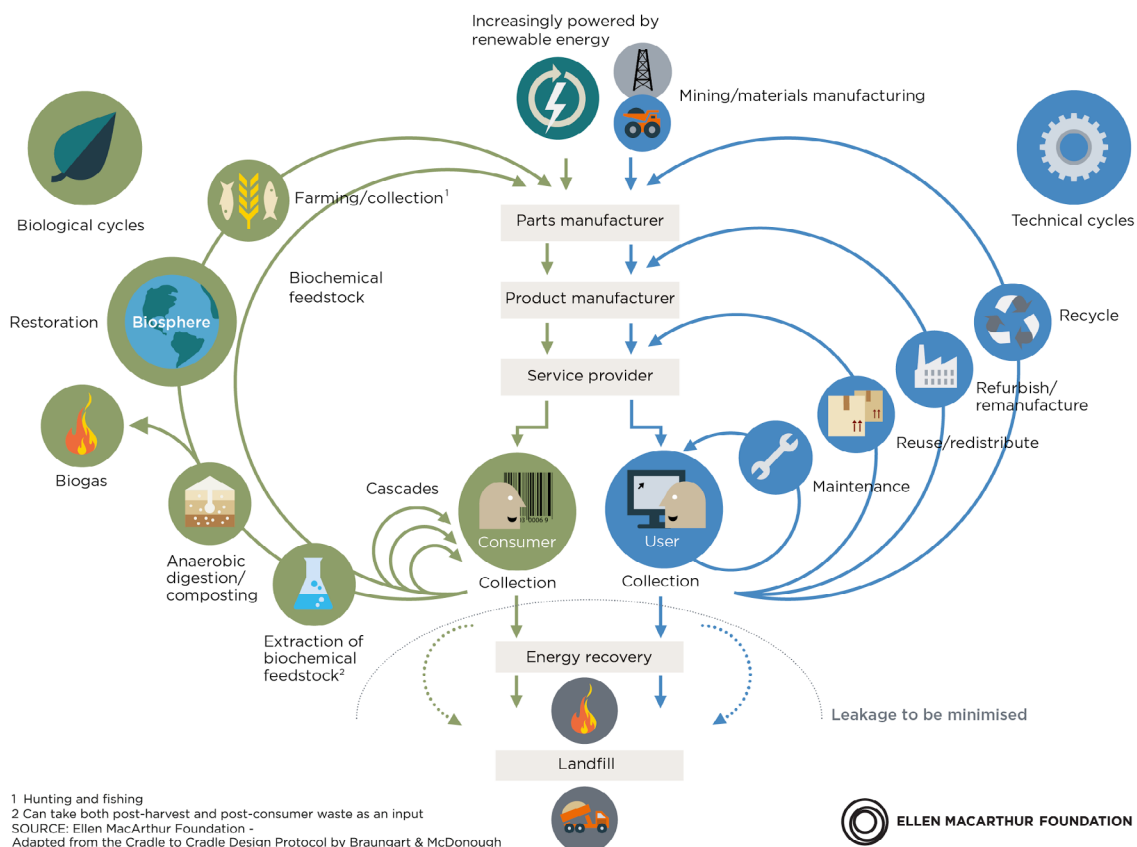 Increasingly powered by
renewable energy
Mining/materials manufacturing
Biological cycles
Technical cycles
Farming/collection¹
Parts manufacturer
Biochemical
feedstock
Product manufacturer
Restoration
Biosphere
Recycle
Service provider
Refurbish/
remanufacture
Reuse/redistribute
Biogas
Cascades
Maintenance
Consumer
User
Anaerobic
digestion/
composting
Collection
Collection
Extraction of
biochemical
feedstock²
Energy recovery
Leakage to be minimised
Landfill
1 Hunting and fishing
2 Can take both post-harvest and post-consumer waste as an input
SOURCE: Ellen MacArthur Foundation -
Adapted from the Cradle to Cradle Design Protocol by Braungart & McDonough
ELLEN MACARTHUR FOUNDATION